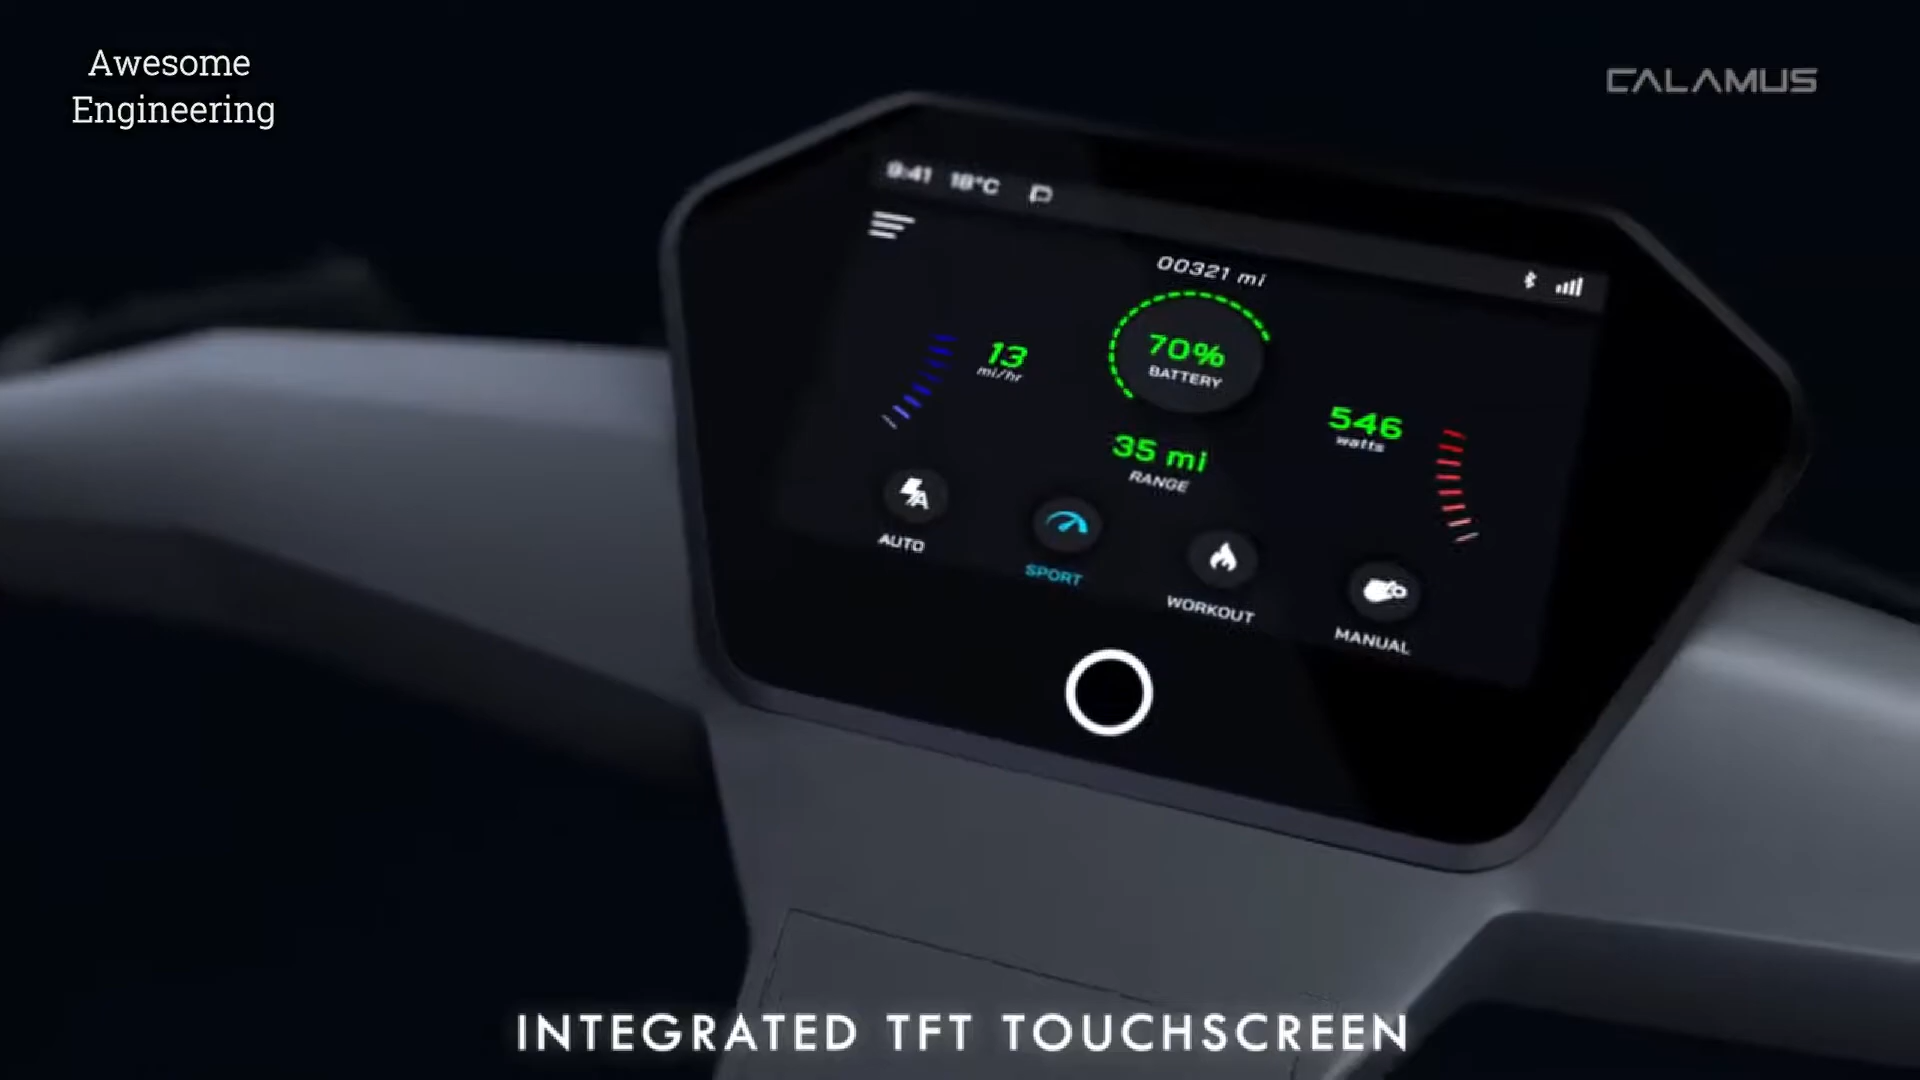 Awesome
Engineering
CALAMUS
9:41 18°C
00321 mi
13
mi/hr
70%
BATTERY
546
watts
35 mi
RANGE
AUTO
SPORT
WORKOUT
MANUAL
INTEGRATED TFT TOUCHSCREEN